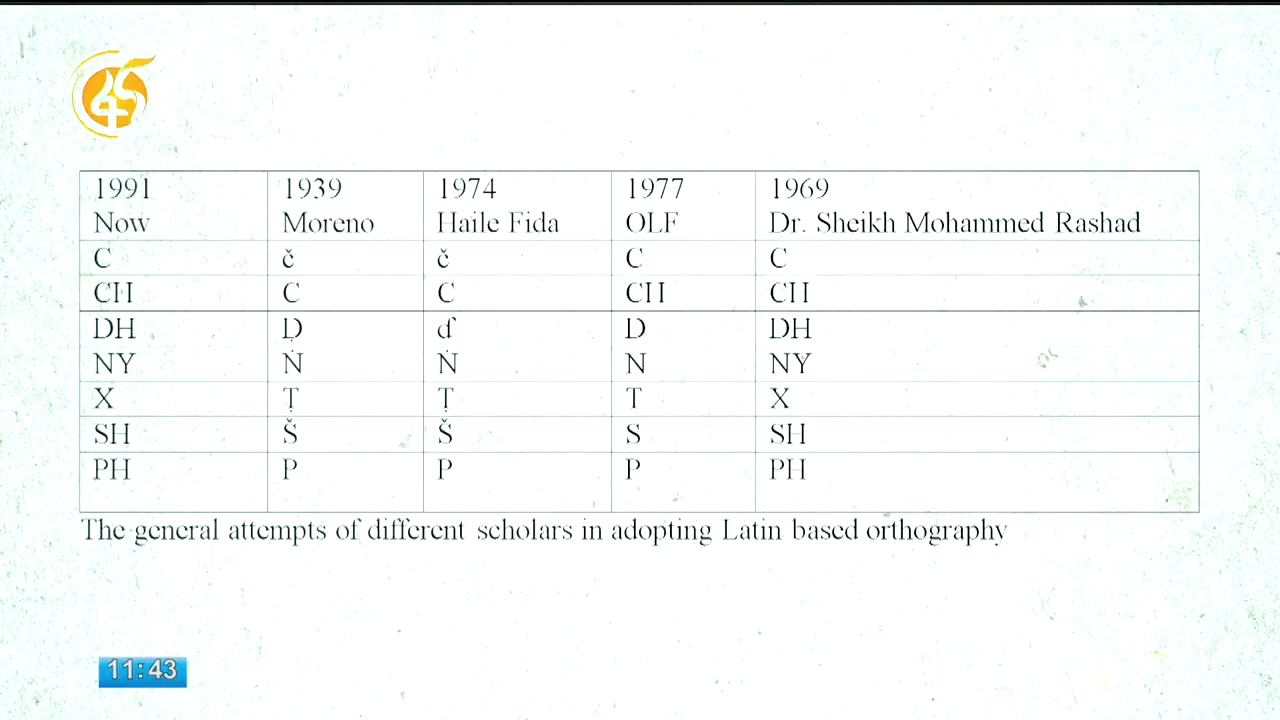 1991 1939 1974 1977 1969
Now Moreno Haile Fida OLF Dr. Sheikh Mohammed Rashad
C č č C C
CH C C CH CH
DH Ḍ ɗ D DH
NY Ṅ Ṅ N NY
X Ṭ Ṭ T X
SH Š Š S SH
PH P P P PH
The general attempts of different scholars in adopting Latin based orthography
11:43